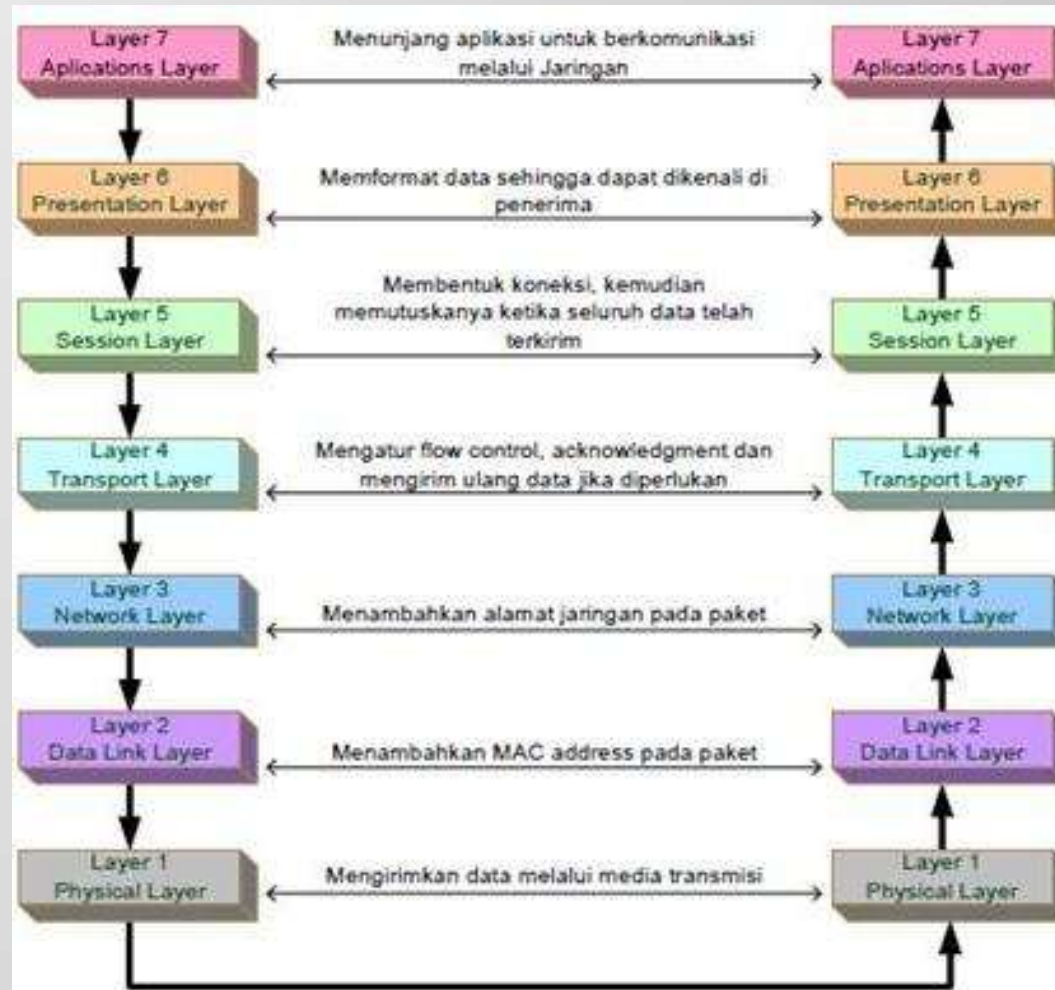 Layer 7
Aplications Layer
Menunjang aplikasi untuk berkomunikasi
melalui Jaringan
Layer 7
Aplications Layer
Layer 6
Presentation Layer
Memformat data sehingga dapat dikenali di
penerima
Layer 6
Presentation Layer
Layer 5
Session Layer
Membentuk koneksi, kemudian
memutuskanya ketika seluruh data telah
terkirim
Layer 5
Session Layer
Layer 4
Transport Layer
Mengatur flow control, acknowledgment dan
mengirim ulang data jika diperlukan
Layer 4
Transport Layer
Layer 3
Network Layer
Menambahkan alamat jaringan pada paket
Layer 3
Network Layer
Layer 2
Data Link Layer
Menambahkan MAC address pada paket
Layer 2
Data Link Layer
Layer 1
Physical Layer
Mengirimkan data melalui media transmisi
Layer 1
Physical Layer